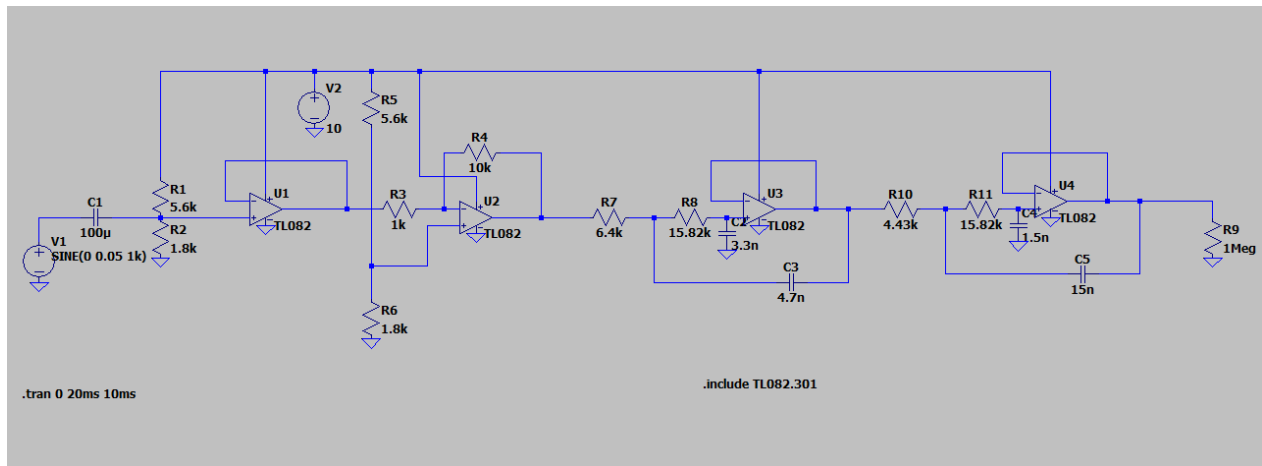 V2
10
R5
5.6k
R4
10k
R1
5.6k
C1
100µ
R2
1.8k
V1
SINE(0 0.05 1k)
U1
TL082
R3
1k
U2
TL082
R6
1.8k
R7
6.4k
R8
15.82k
C2
3.3n
U3
TL082
C3
4.7n
R10
4.43k
R11
15.82k
C4
1.5n
U4
TL082
C5
15n
R9
1Meg
.tran 0 20ms 10ms
.include TL082.301